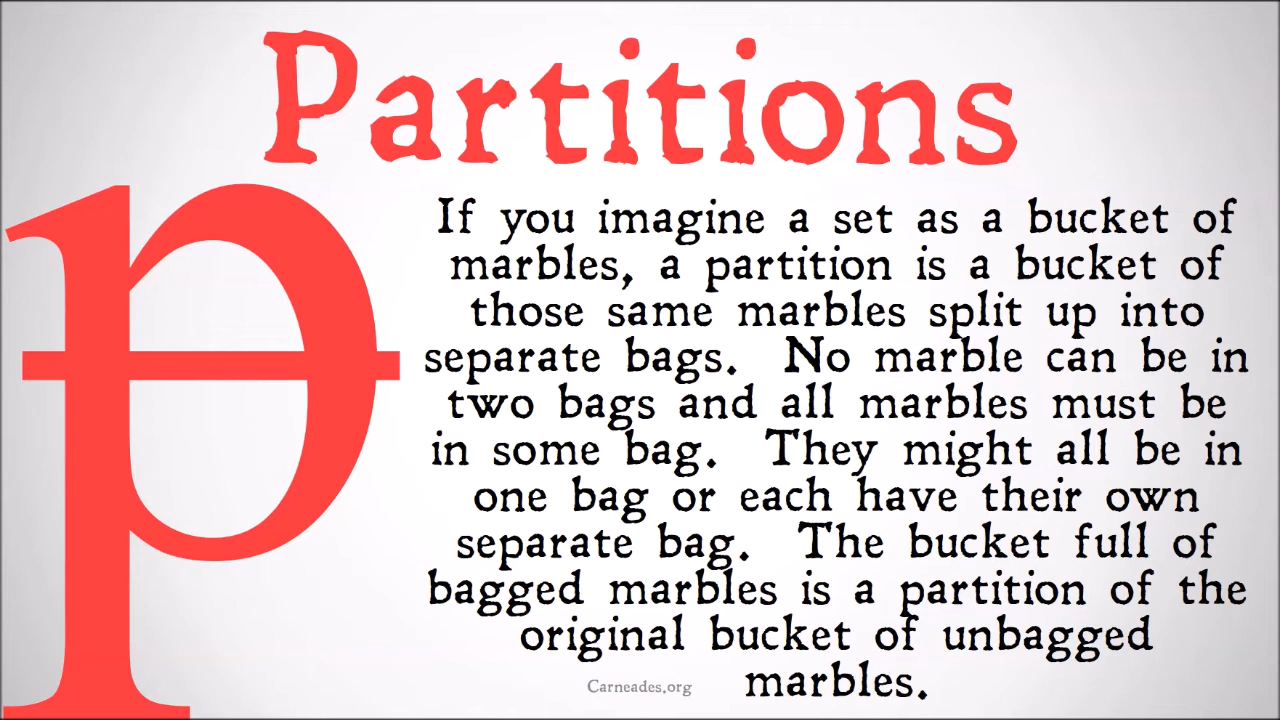 Partitions
p
If you imagine a set as a bucket of
marbles, a partition is a bucket of
those same marbles split up into
separate bags. No marble can be in
two bags and all marbles must be
in some bag. They might all be in
one bag or each have their own
separate bag. The bucket full of
bagged marbles is a partition of the
original bucket of unbagged
marbles.
Carneades.org